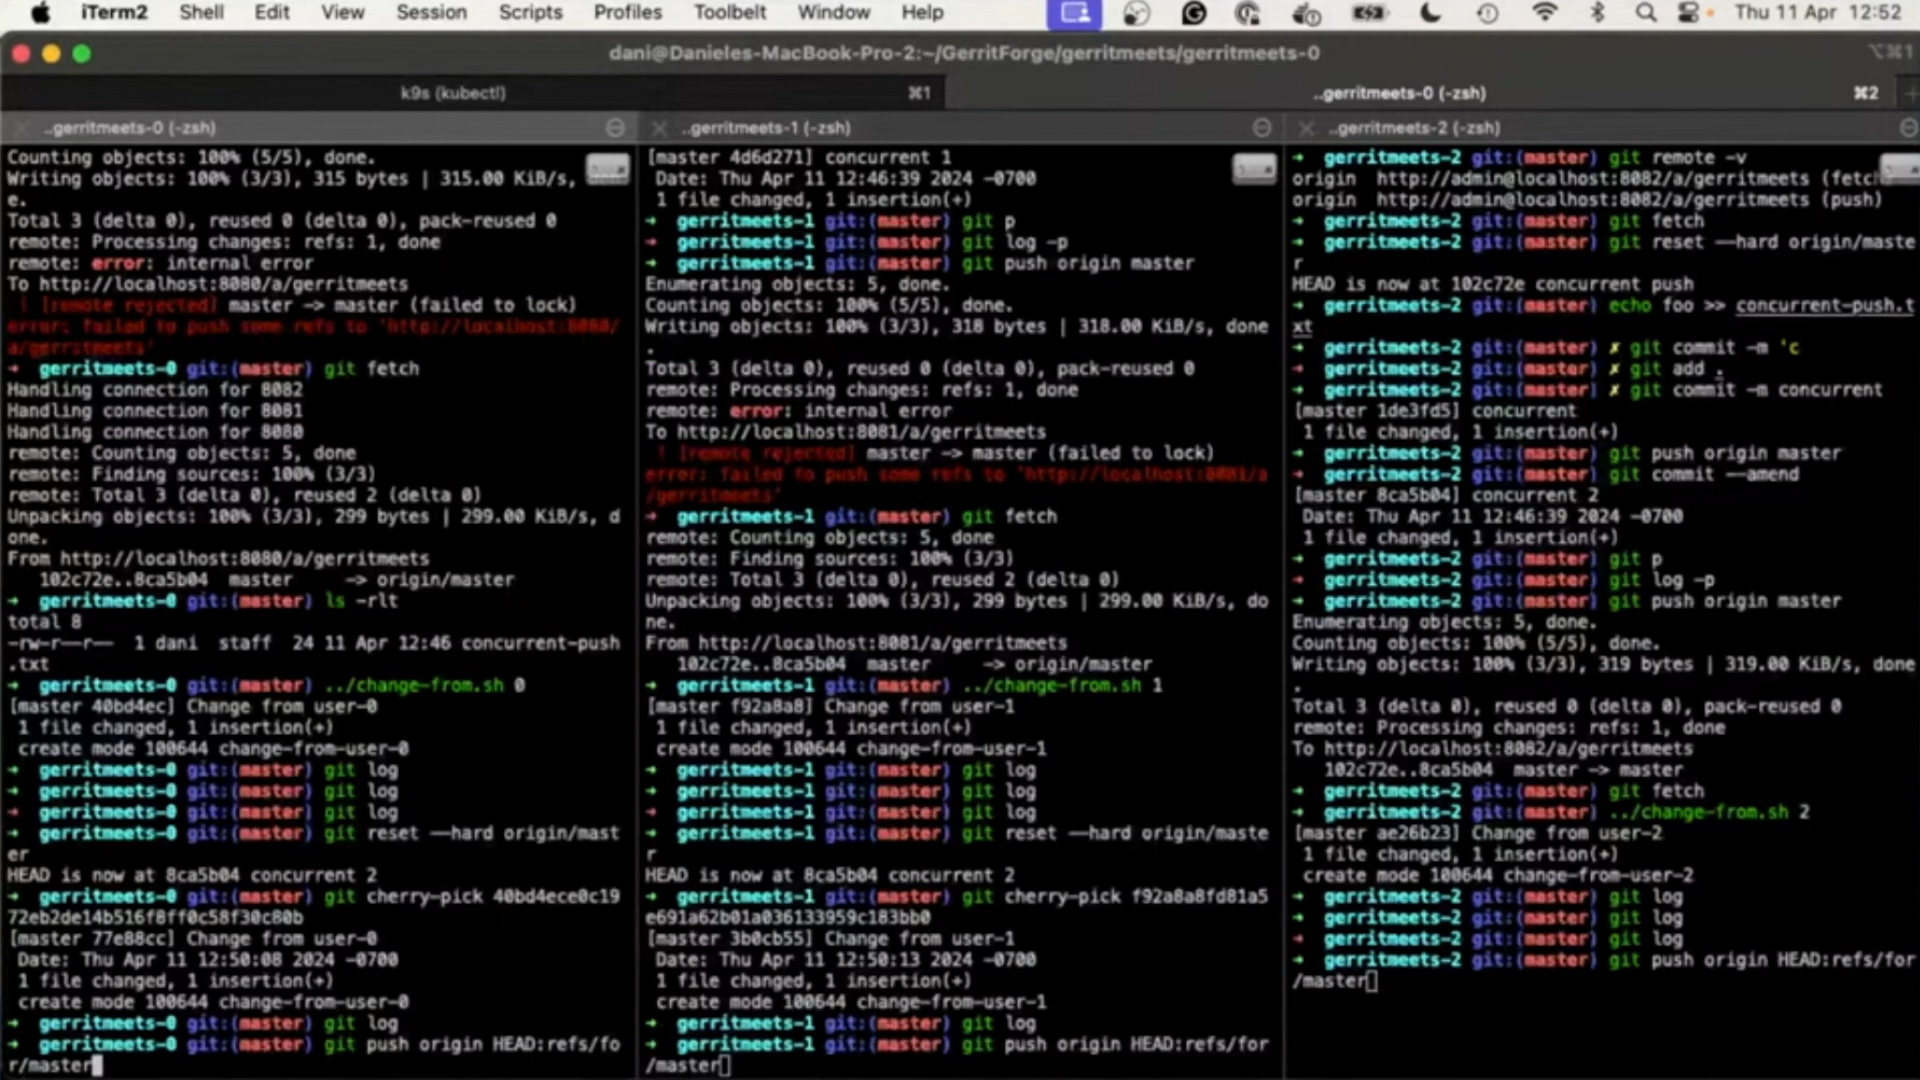 iTerm2 Shell Edit View Session Scripts Profiles Toolbelt Window Help Thu 11 Apr 12:52
dani@Danieles-MacBook-Pro-2:~/GerritForge/gerritmeets/gerritmeets-0 ⌥⌘1
k9s (kubectl) ⌘1 ..gerritmeets-0 (-zsh) ⌘2
..gerritmeets-0 (-zsh)
Counting objects: 100% (5/5), done.
Writing objects: 100% (3/3), 315 bytes | 315.00 KiB/s,
e.
Total 3 (delta 0), reused 0 (delta 0), pack-reused 0
remote: Processing changes: refs: 1, done
remote: error: internal error
To http://localhost:8080/a/gerritmeets
! [remote rejected] master -> master (failed to lock)
error: failed to push some refs to 'http://localhost:8080/
a/gerritmeets'
→ gerritmeets-0 git:(master) git fetch
Handling connection for 8082
Handling connection for 8081
Handling connection for 8080
remote: Counting objects: 5, done
remote: Finding sources: 100% (3/3)
remote: Total 3 (delta 0), reused 2 (delta 0)
Unpacking objects: 100% (3/3), 299 bytes | 299.00 KiB/s, d
one.
From http://localhost:8080/a/gerritmeets
102c72e..8ca5b04 master -> origin/master
→ gerritmeets-0 git:(master) ls -rlt
total 8
-rw-r--r-- 1 dani staff 24 11 Apr 12:46 concurrent-push
.txt
→ gerritmeets-0 git:(master) ../change-from.sh 0
[master 40bd4ec] Change from user-0
1 file changed, 1 insertion(+)
create mode 100644 change-from-user-0
→ gerritmeets-0 git:(master) git log
→ gerritmeets-0 git:(master) git log
→ gerritmeets-0 git:(master) git log
→ gerritmeets-0 git:(master) git reset --hard origin/mast
er
HEAD is now at 8ca5b04 concurrent 2
→ gerritmeets-0 git:(master) git cherry-pick 40bd4ece0c19
72eb2de14b516f8ff0c58f30c80b
[master 77e88cc] Change from user-0
Date: Thu Apr 11 12:50:08 2024 -0700
1 file changed, 1 insertion(+)
create mode 100644 change-from-user-0
→ gerritmeets-0 git:(master) git log
→ gerritmeets-0 git:(master) git push origin HEAD:refs/fo
r/master
..gerritmeets-1 (-zsh)
[master 4d6d271] concurrent 1
Date: Thu Apr 11 12:46:39 2024 -0700
1 file changed, 1 insertion(+)
→ gerritmeets-1 git:(master) git p
→ gerritmeets-1 git:(master) git log -p
→ gerritmeets-1 git:(master) git push origin master
Enumerating objects: 5, done.
Counting objects: 100% (5/5), done.
Writing objects: 100% (3/3), 318 bytes | 318.00 KiB/s, done
.
Total 3 (delta 0), reused 0 (delta 0), pack-reused 0
remote: Processing changes: refs: 1, done
remote: error: internal error
To http://localhost:8081/a/gerritmeets
! [remote rejected] master -> master (failed to lock)
error: failed to push some refs to 'http://localhost:8081/a
/gerritmeets'
→ gerritmeets-1 git:(master) git fetch
remote: Counting objects: 5, done
remote: Finding sources: 100% (3/3)
remote: Total 3 (delta 0), reused 2 (delta 0)
Unpacking objects: 100% (3/3), 299 bytes | 299.00 KiB/s, do
ne.
From http://localhost:8081/a/gerritmeets
102c72e..8ca5b04 master -> origin/master
→ gerritmeets-1 git:(master) ../change-from.sh 1
[master f92a8a8] Change from user-1
1 file changed, 1 insertion(+)
create mode 100644 change-from-user-1
→ gerritmeets-1 git:(master) git log
→ gerritmeets-1 git:(master) git log
→ gerritmeets-1 git:(master) git log
→ gerritmeets-1 git:(master) git reset --hard origin/maste
r
HEAD is now at 8ca5b04 concurrent 2
→ gerritmeets-1 git:(master) git cherry-pick f92a8a8fd81a5
e691a62b01a036133959c183bb0
[master 3b0cb55] Change from user-1
Date: Thu Apr 11 12:50:13 2024 -0700
1 file changed, 1 insertion(+)
create mode 100644 change-from-user-1
→ gerritmeets-1 git:(master) git log
→ gerritmeets-1 git:(master) git push origin HEAD:refs/for
/master
..gerritmeets-2 (-zsh)
→ gerritmeets-2 git:(master) git remote -v
origin http://admin@localhost:8082/a/gerritmeets (fetc
origin http://admin@localhost:8082/a/gerritmeets (push)
→ gerritmeets-2 git:(master) git fetch
→ gerritmeets-2 git:(master) git reset --hard origin/maste
r
HEAD is now at 102c72e concurrent push
→ gerritmeets-2 git:(master) echo foo >> concurrent-push.t
xt
→ gerritmeets-2 git:(master) ✗ git commit -m 'c
→ gerritmeets-2 git:(master) ✗ git add .
→ gerritmeets-2 git:(master) ✗ git commit -m concurrent
[master 1de3fd5] concurrent
1 file changed, 1 insertion(+)
→ gerritmeets-2 git:(master) git push origin master
→ gerritmeets-2 git:(master) git commit --amend
[master 8ca5b04] concurrent 2
Date: Thu Apr 11 12:46:39 2024 -0700
1 file changed, 1 insertion(+)
→ gerritmeets-2 git:(master) git p
→ gerritmeets-2 git:(master) git log -p
→ gerritmeets-2 git:(master) git push origin master
Enumerating objects: 5, done.
Counting objects: 100% (5/5), done.
Writing objects: 100% (3/3), 319 bytes | 319.00 KiB/s, done
.
Total 3 (delta 0), reused 0 (delta 0), pack-reused 0
remote: Processing changes: refs: 1, done
To http://localhost:8082/a/gerritmeets
102c72e..8ca5b04 master -> master
→ gerritmeets-2 git:(master) git fetch
→ gerritmeets-2 git:(master) ../change-from.sh 2
[master ae26b23] Change from user-2
1 file changed, 1 insertion(+)
create mode 100644 change-from-user-2
→ gerritmeets-2 git:(master) git log
→ gerritmeets-2 git:(master) git log
→ gerritmeets-2 git:(master) git log
→ gerritmeets-2 git:(master) git push origin HEAD:refs/for
/master